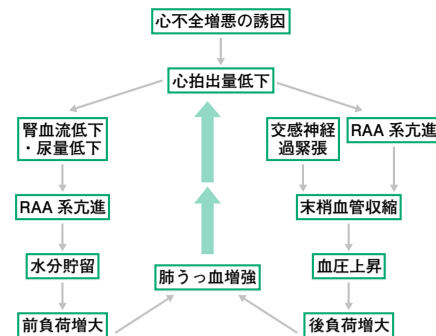 心不全増悪の誘因
心拍出量低下
腎血流低下
・尿量低下
交感神経
過緊張
RAA 系亢進
RAA 系亢進
末梢血管収縮
水分貯留
肺うっ血増強
血圧上昇
前負荷増大
後負荷増大